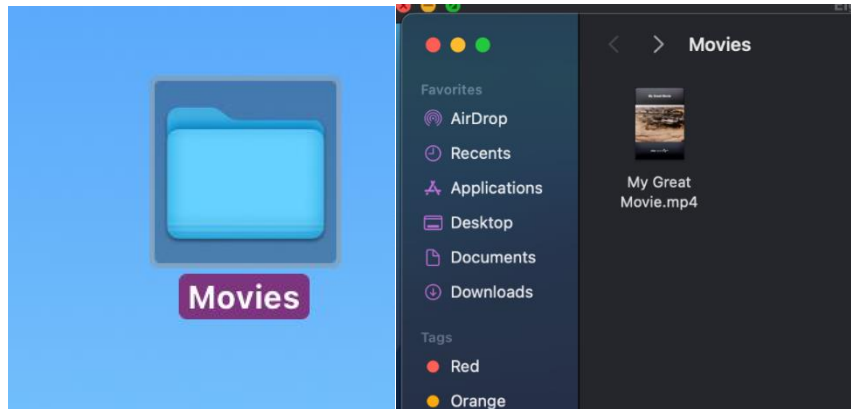 Movies
Movies
Favorites
AirDrop
Recents
Applications
Desktop
Documents
Downloads
Tags
Red
Orange
My Great
Movie.mp4